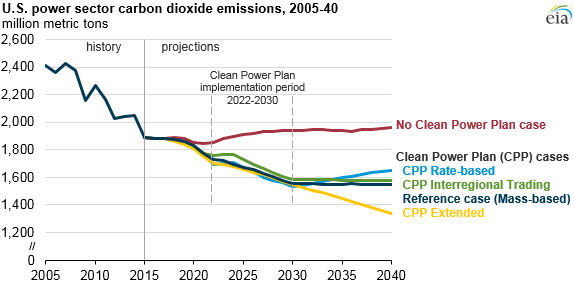 U.S. power sector carbon dioxide emissions, 2005-40
million metric tons
eia
2,600
2,400
2,200
2,000
1,800
1,600
1,400
1,200
0
history
projections
Clean Power Plan
implementation period
2022-2030
No Clean Power Plan case
Clean Power Plan (CPP) cases
CPP Rate-based
CPP Interregional Trading
Reference case (Mass-based)
CPP Extended
2005 2010 2015 2020 2025 2030 2035 2040